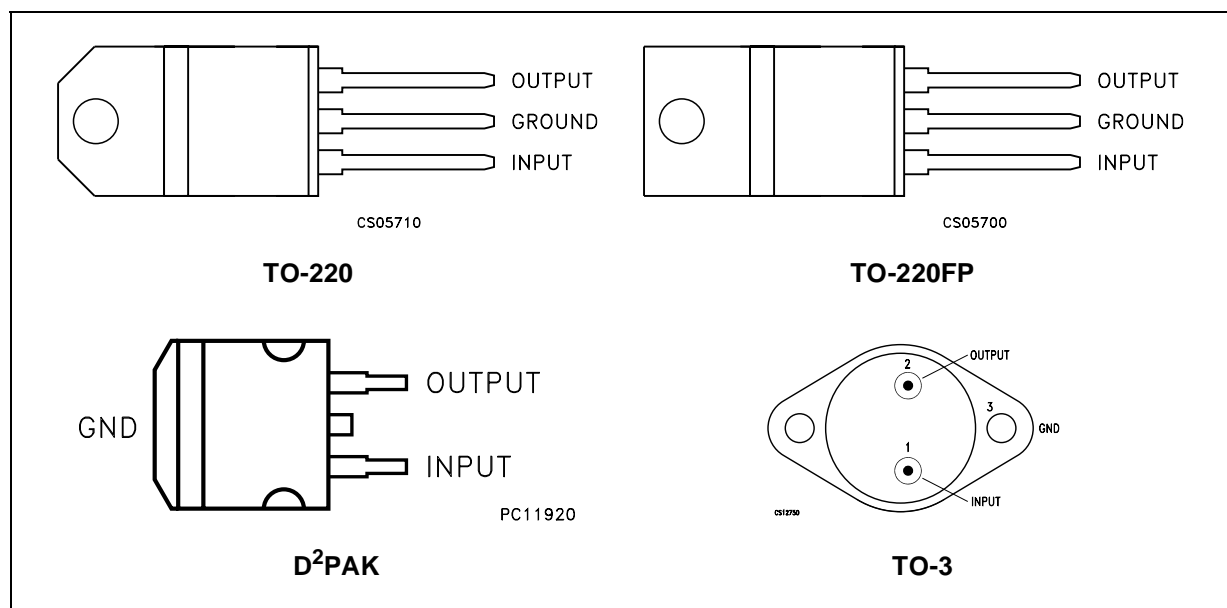 OUTPUT
GROUND
INPUT
CS05710
TO-220
OUTPUT
GROUND
INPUT
CS05700
TO-220FP
GND
OUTPUT
INPUT
PC11920
D²PAK
OUTPUT
2
3
GND
1
INPUT
CS12750
TO-3